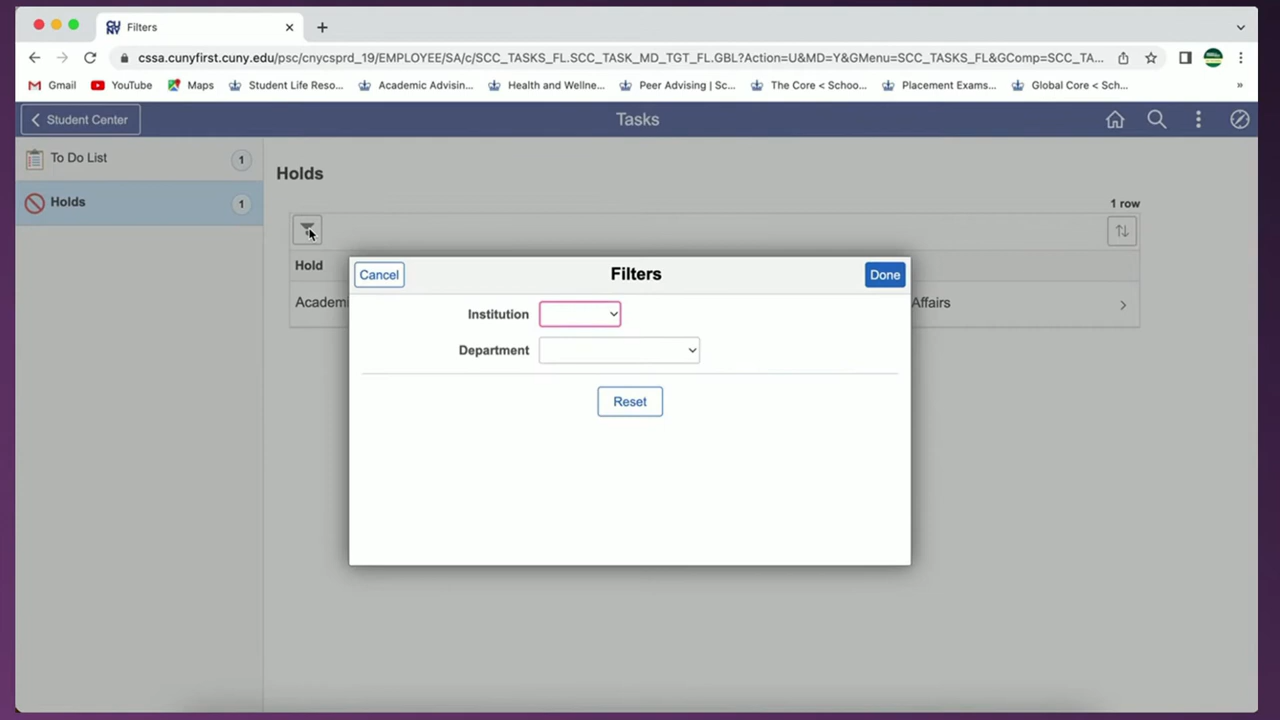 CU NY Filters
cssa.cunyfirst.cuny.edu/psc/cnycsprd_19/EMPLOYEE/SA/c/SCC_TASKS_FL.SCC_TASK_MD_TGT_FL.GBL?Action=U&MD=Y&GMenu=SCC_TASKS_FL&GComp=SCC_TA...
Gmail YouTube Maps Student Life Reso... Academic Advisin... Health and Wellne... Peer Advising | Sc... The Core < Schoo... Placement Exams... Global Core < Sch... »
Student Center Tasks
To Do List 1
Holds 1
Holds
1 row
Hold
Academ
Affairs
Cancel Filters Done
Institution
Department
Reset